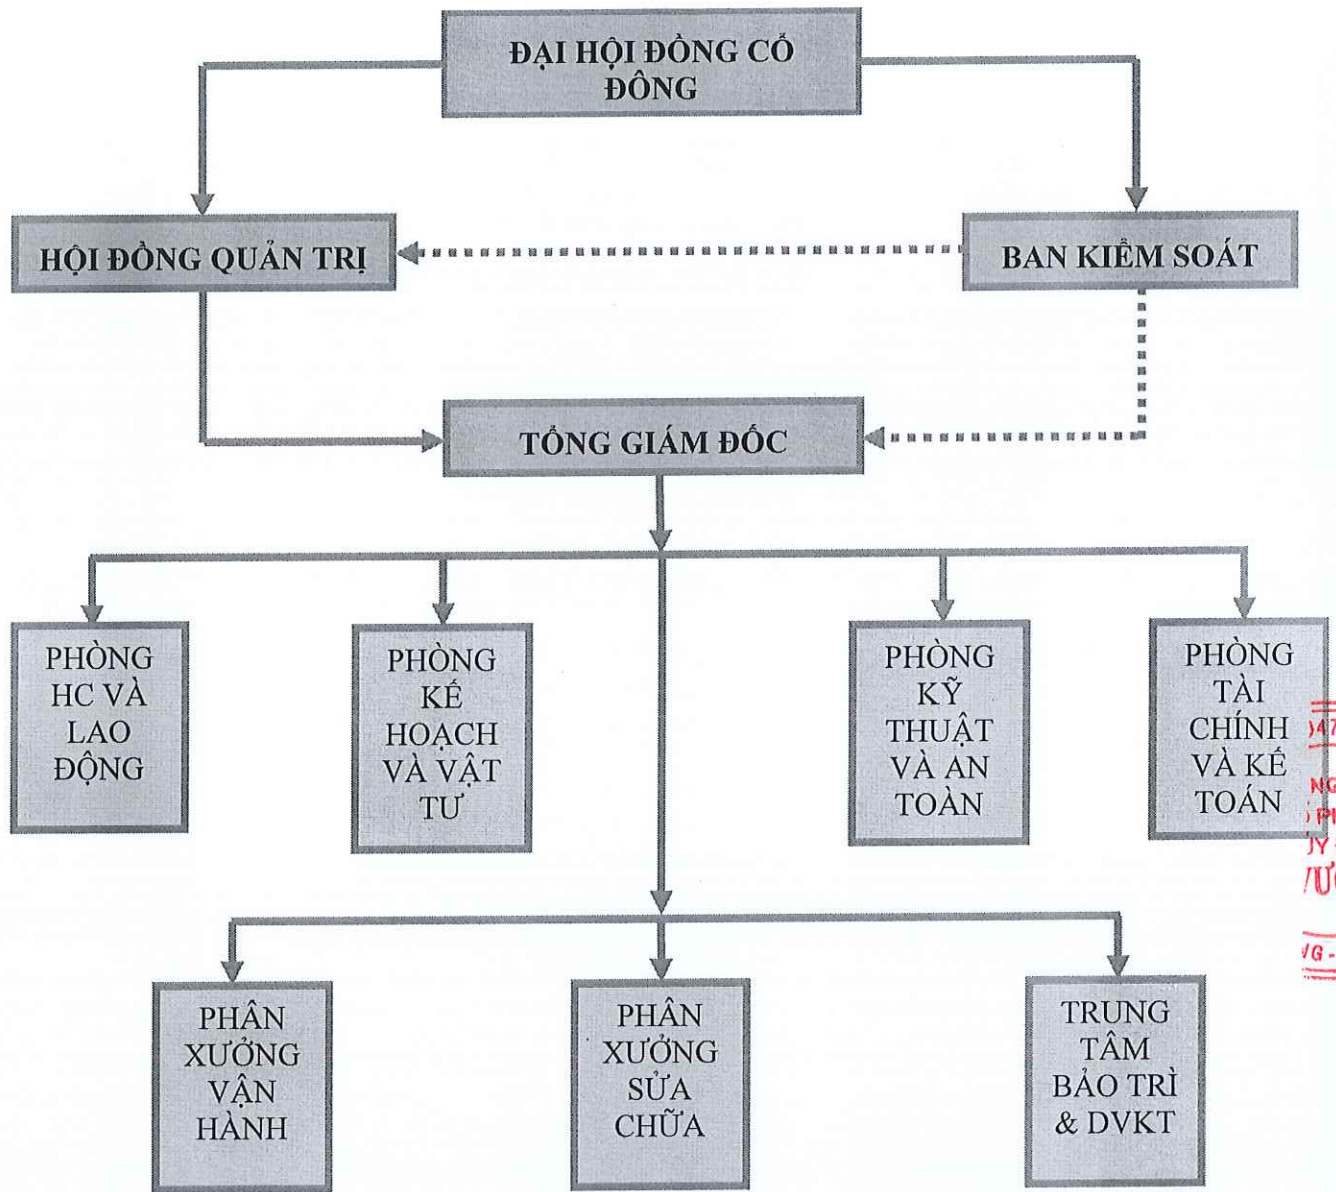 ĐẠI HỘI ĐỒNG CỔ
ĐÔNG
HỘI ĐỒNG QUẢN TRỊ
BAN KIỂM SOÁT
TỔNG GIÁM ĐỐC
PHÒNG
HC VÀ
LAO
ĐỘNG
PHÒNG
KẾ
HOẠCH
VÀ VẬT
TƯ
PHÒNG
KỸ
THUẬT
VÀ AN
TOÀN
PHÒNG
TÀI
CHÍNH
VÀ KẾ
TOÁN
PHÂN
XƯỞNG
VẬN
HÀNH
PHÂN
XƯỞNG
SỬA
CHỮA
TRUNG
TÂM
BẢO TRÌ
& DVKT